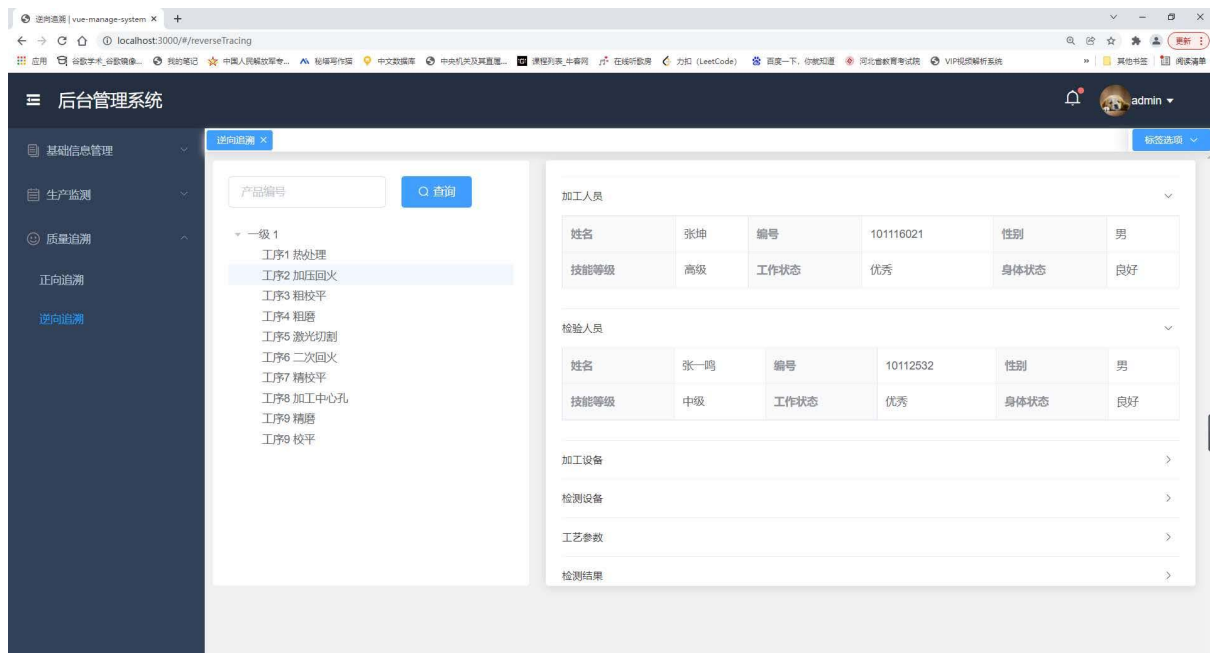 逆向追溯 | vue-manage-system
localhost:3000/#/reverseTracing
更新
应用 谷歌学术_谷歌镜像... 我的笔记 中国人民解放军专... 秘塔写作猫 中文数据库 中央机关及其直属... 课程列表_牛客网 在线听歌房 力扣 (LeetCode) 百度一下，你就知道 河北省教育考试院 VIP视频解析系统 » 其他书签 阅读清单
后台管理系统
admin
基础信息管理
生产监测
质量追溯
正向追溯
逆向追溯
逆向追溯
标签选项
产品编号 查询
一级 1
工序1 热处理
工序2 加压回火
工序3 粗校平
工序4 粗磨
工序5 激光切割
工序6 二次回火
工序7 精校平
工序8 加工中心孔
工序9 精磨
工序9 校平
加工人员
姓名 张坤 编号 101116021 性别 男
技能等级 高级 工作状态 优秀 身体状态 良好
检验人员
姓名 张一鸣 编号 10112532 性别 男
技能等级 中级 工作状态 优秀 身体状态 良好
加工设备
检测设备
工艺参数
检测结果